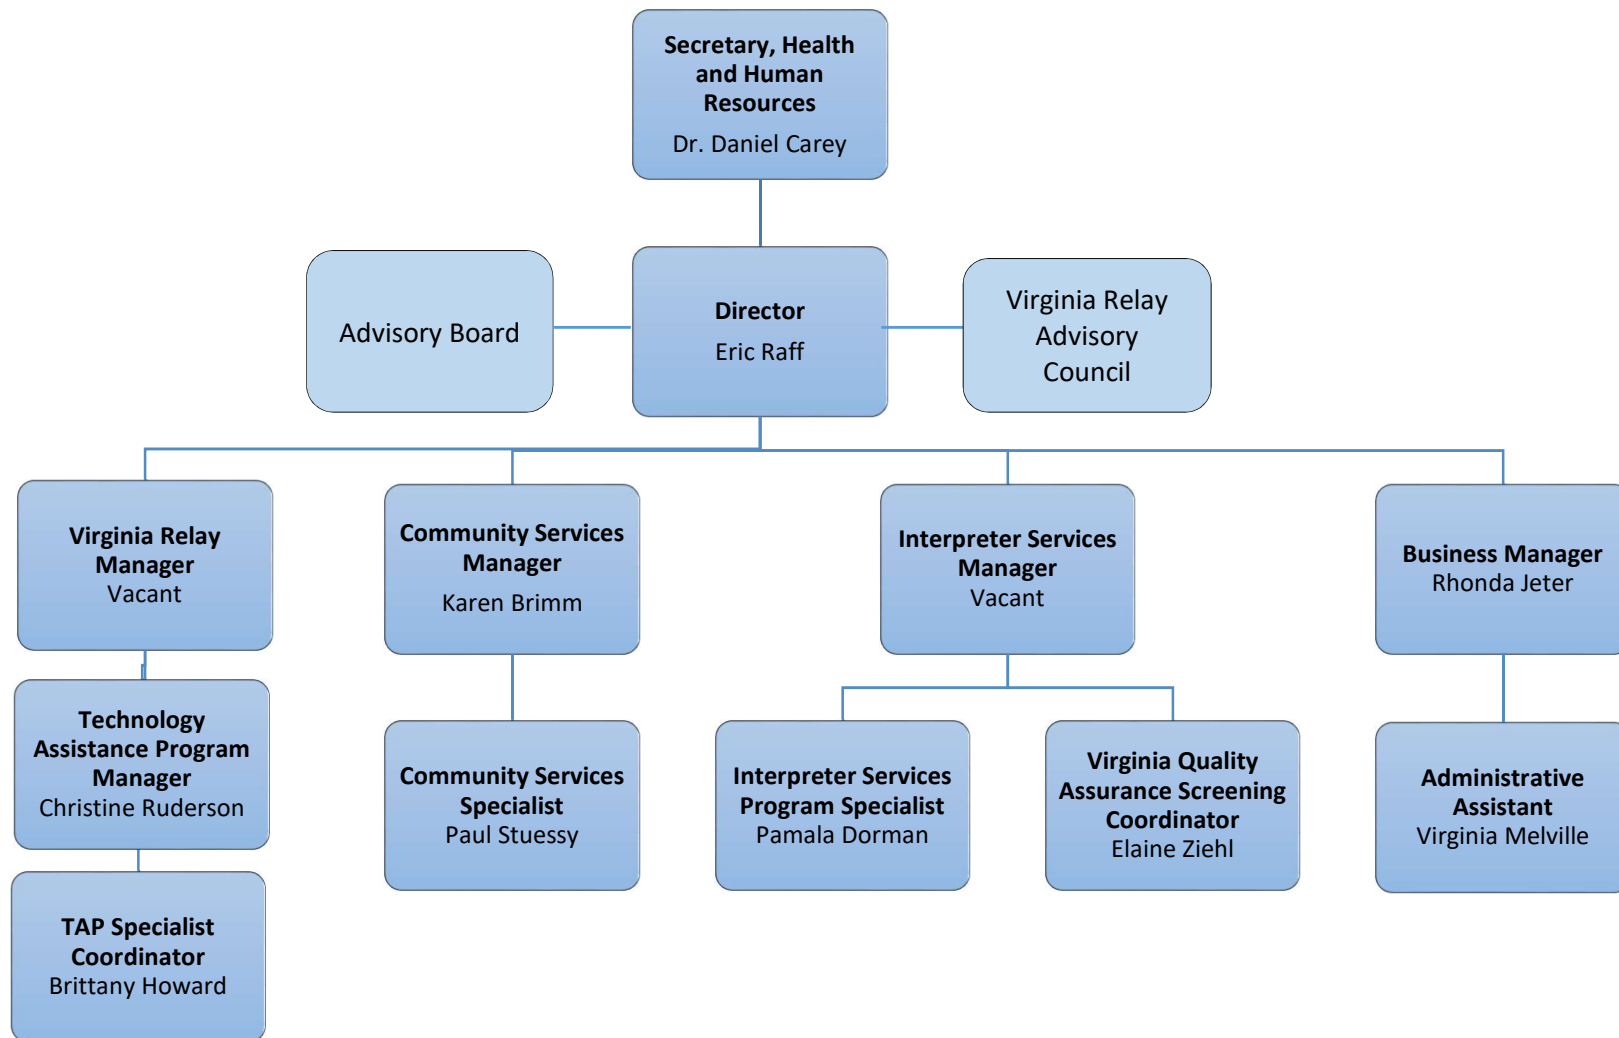 Secretary, Health
and Human
Resources
Dr. Daniel Carey
Advisory Board
Director
Eric Raff
Virginia Relay
Advisory
Council
Virginia Relay
Manager
Vacant
Community Services
Manager
Karen Brimm
Interpreter Services
Manager
Vacant
Business Manager
Rhonda Jeter
Technology
Assistance Program
Manager
Christine Ruderson
Community Services
Specialist
Paul Stuessy
Interpreter Services
Program Specialist
Pamala Dorman
Virginia Quality
Assurance Screening
Coordinator
Elaine Ziehl
Administrative
Assistant
Virginia Melville
TAP Specialist
Coordinator
Brittany Howard